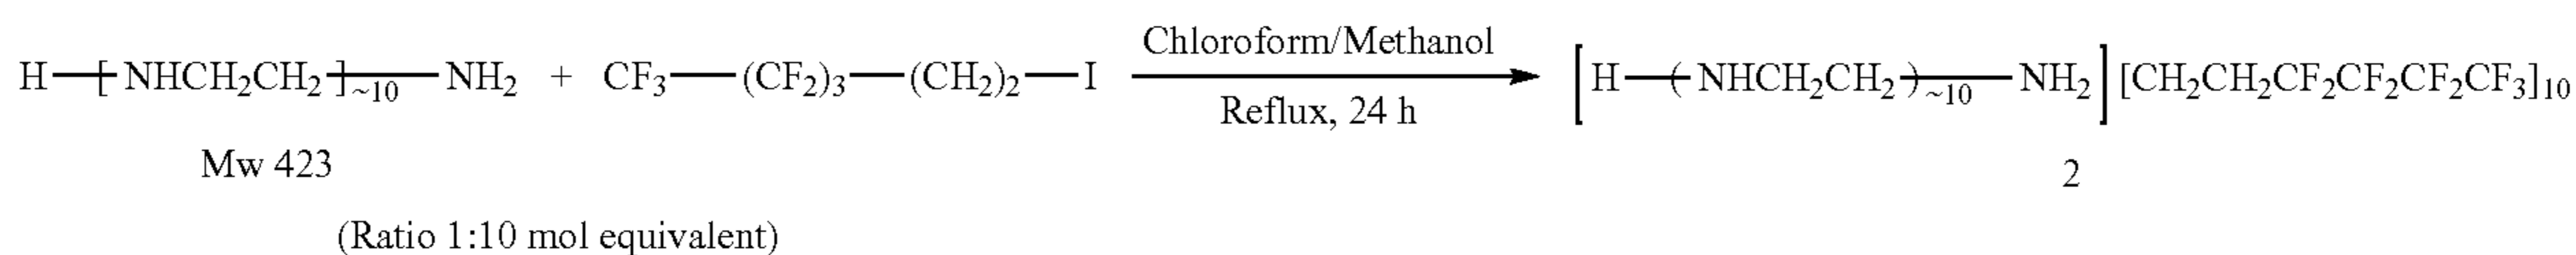 Chloroform/Methanol
H—[NHCH₂CH₂]~₁₀—NH₂ + CF₃—(CF₂)₃—(CH₂)₂—I [H—(NHCH₂CH₂)~₁₀—NH₂][CH₂CH₂CF₂CF₂CF₂CF₃]₁₀
Reflux, 24 h
Mw 423 2
(Ratio 1:10 mol equivalent)